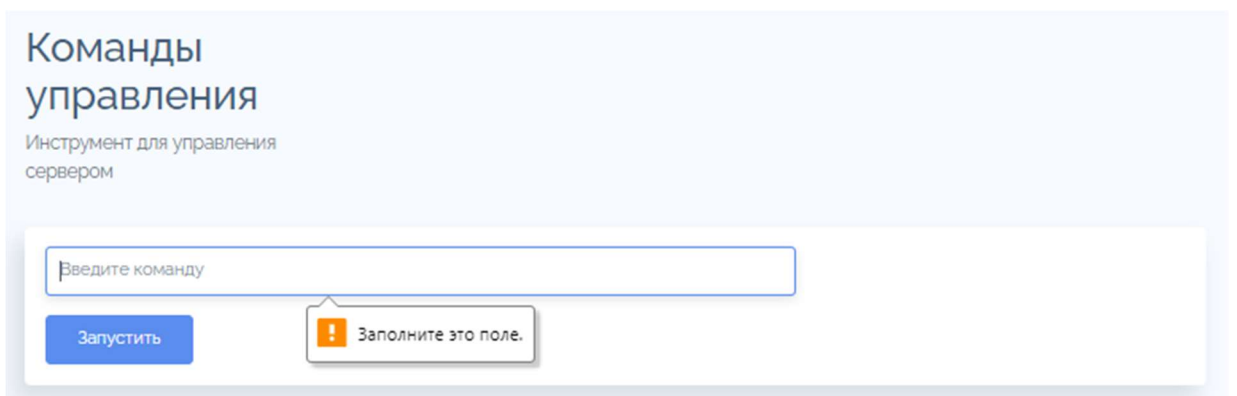 Команды
управления
Инструмент для управления
сервером
Введите команду
Запустить
Заполните это поле.